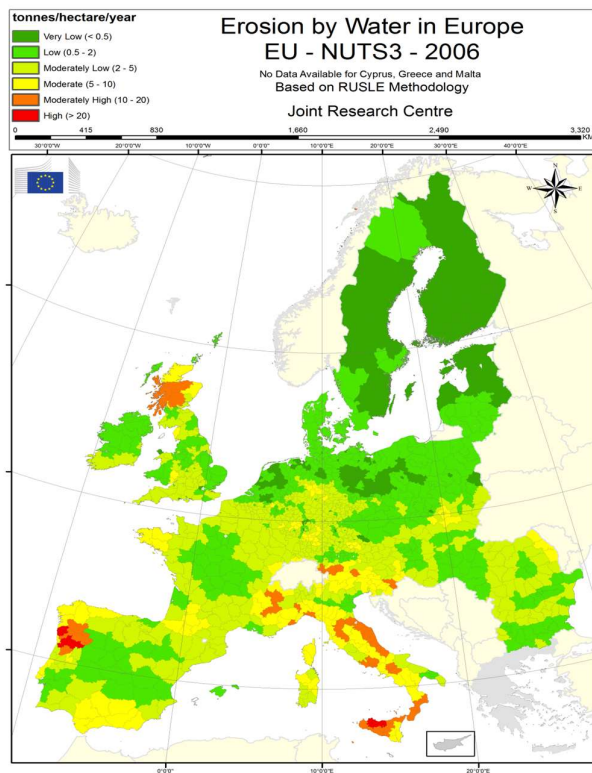 tonnes/hectare/year
Very Low (< 0.5)
Low (0.5 - 2)
Moderately Low (2 - 5)
Moderate (5 - 10)
Moderately High (10 - 20)
High (> 20)
Erosion by Water in Europe
EU - NUTS3 - 2006
No Data Available for Cyprus, Greece and Malta
Based on RUSLE Methodology
Joint Research Centre
0 415 830 1,660 2,490 3,320
KM
30°0'0"W 20°0'0"W 10°0'0"W 0°0'0" 10°0'0"E 20°0'0"E 30°0'0"E 40°0'0"E
N
W E
S
0°0'0" 10°0'0"E 20°0'0"E